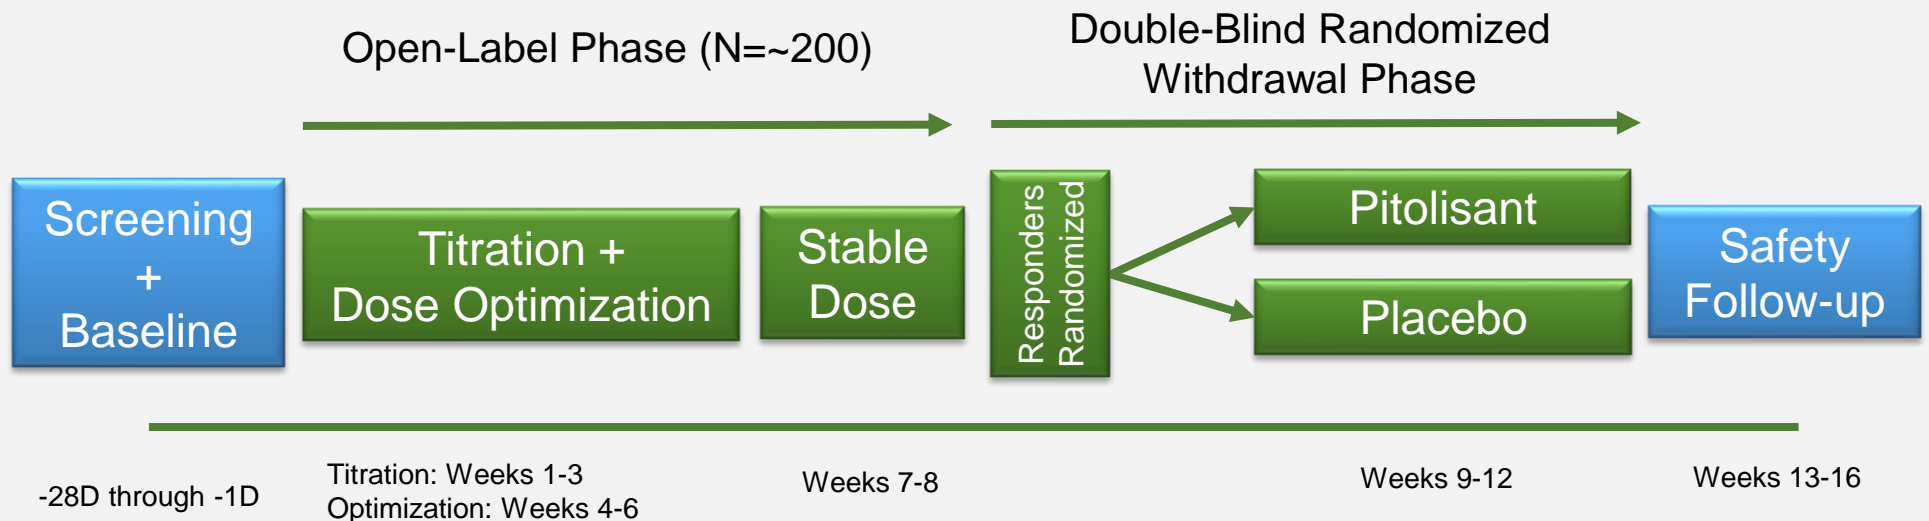 Open-Label Phase (N=~200)
Double-Blind Randomized
Withdrawal Phase
Screening
+
Baseline
Titration +
Dose Optimization
Stable
Dose
Responders
Randomized
Pitolisant
Placebo
Safety
Follow-up
-28D through -1D
Titration: Weeks 1-3
Optimization: Weeks 4-6
Weeks 7-8
Weeks 9-12
Weeks 13-16